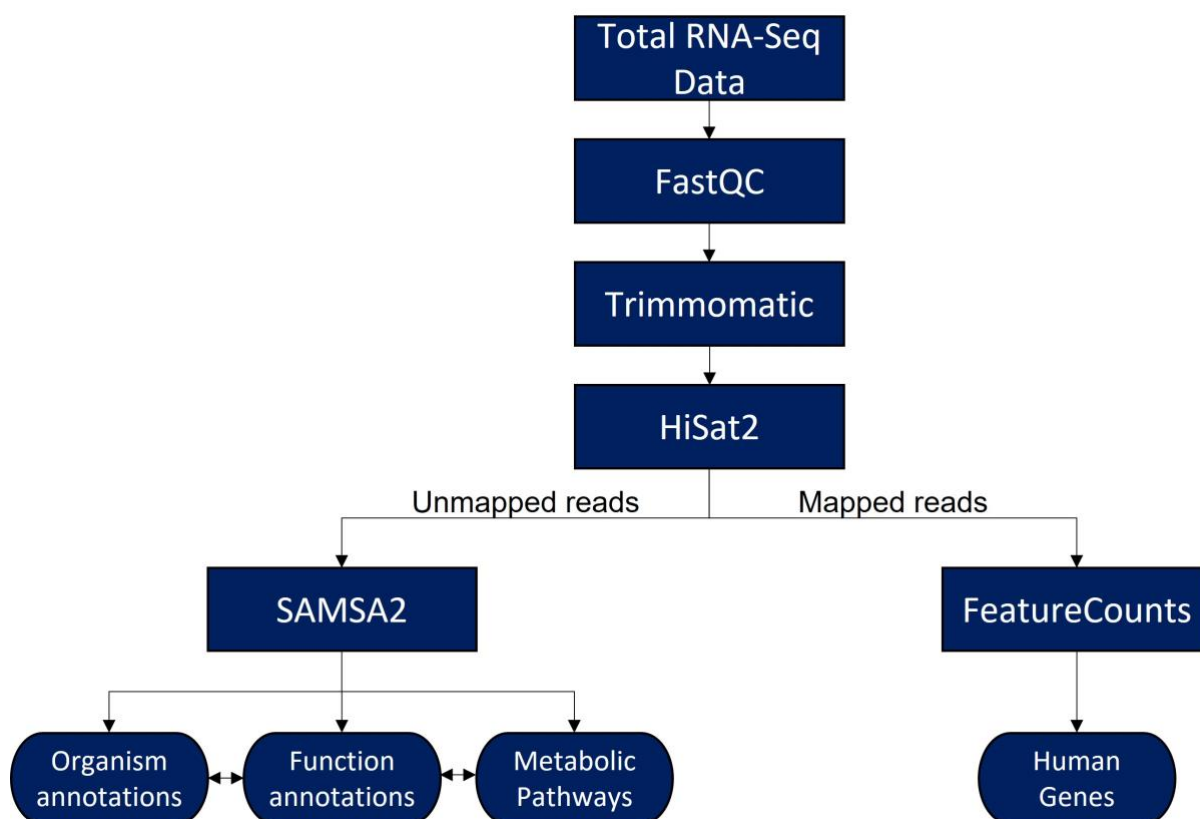 Total RNA-Seq
Data
FastQC
Trimmomatic
HiSat2
Unmapped reads
Mapped reads
SAMSA2
FeatureCounts
Organism
annotations
Function
annotations
Metabolic
Pathways
Human
Genes